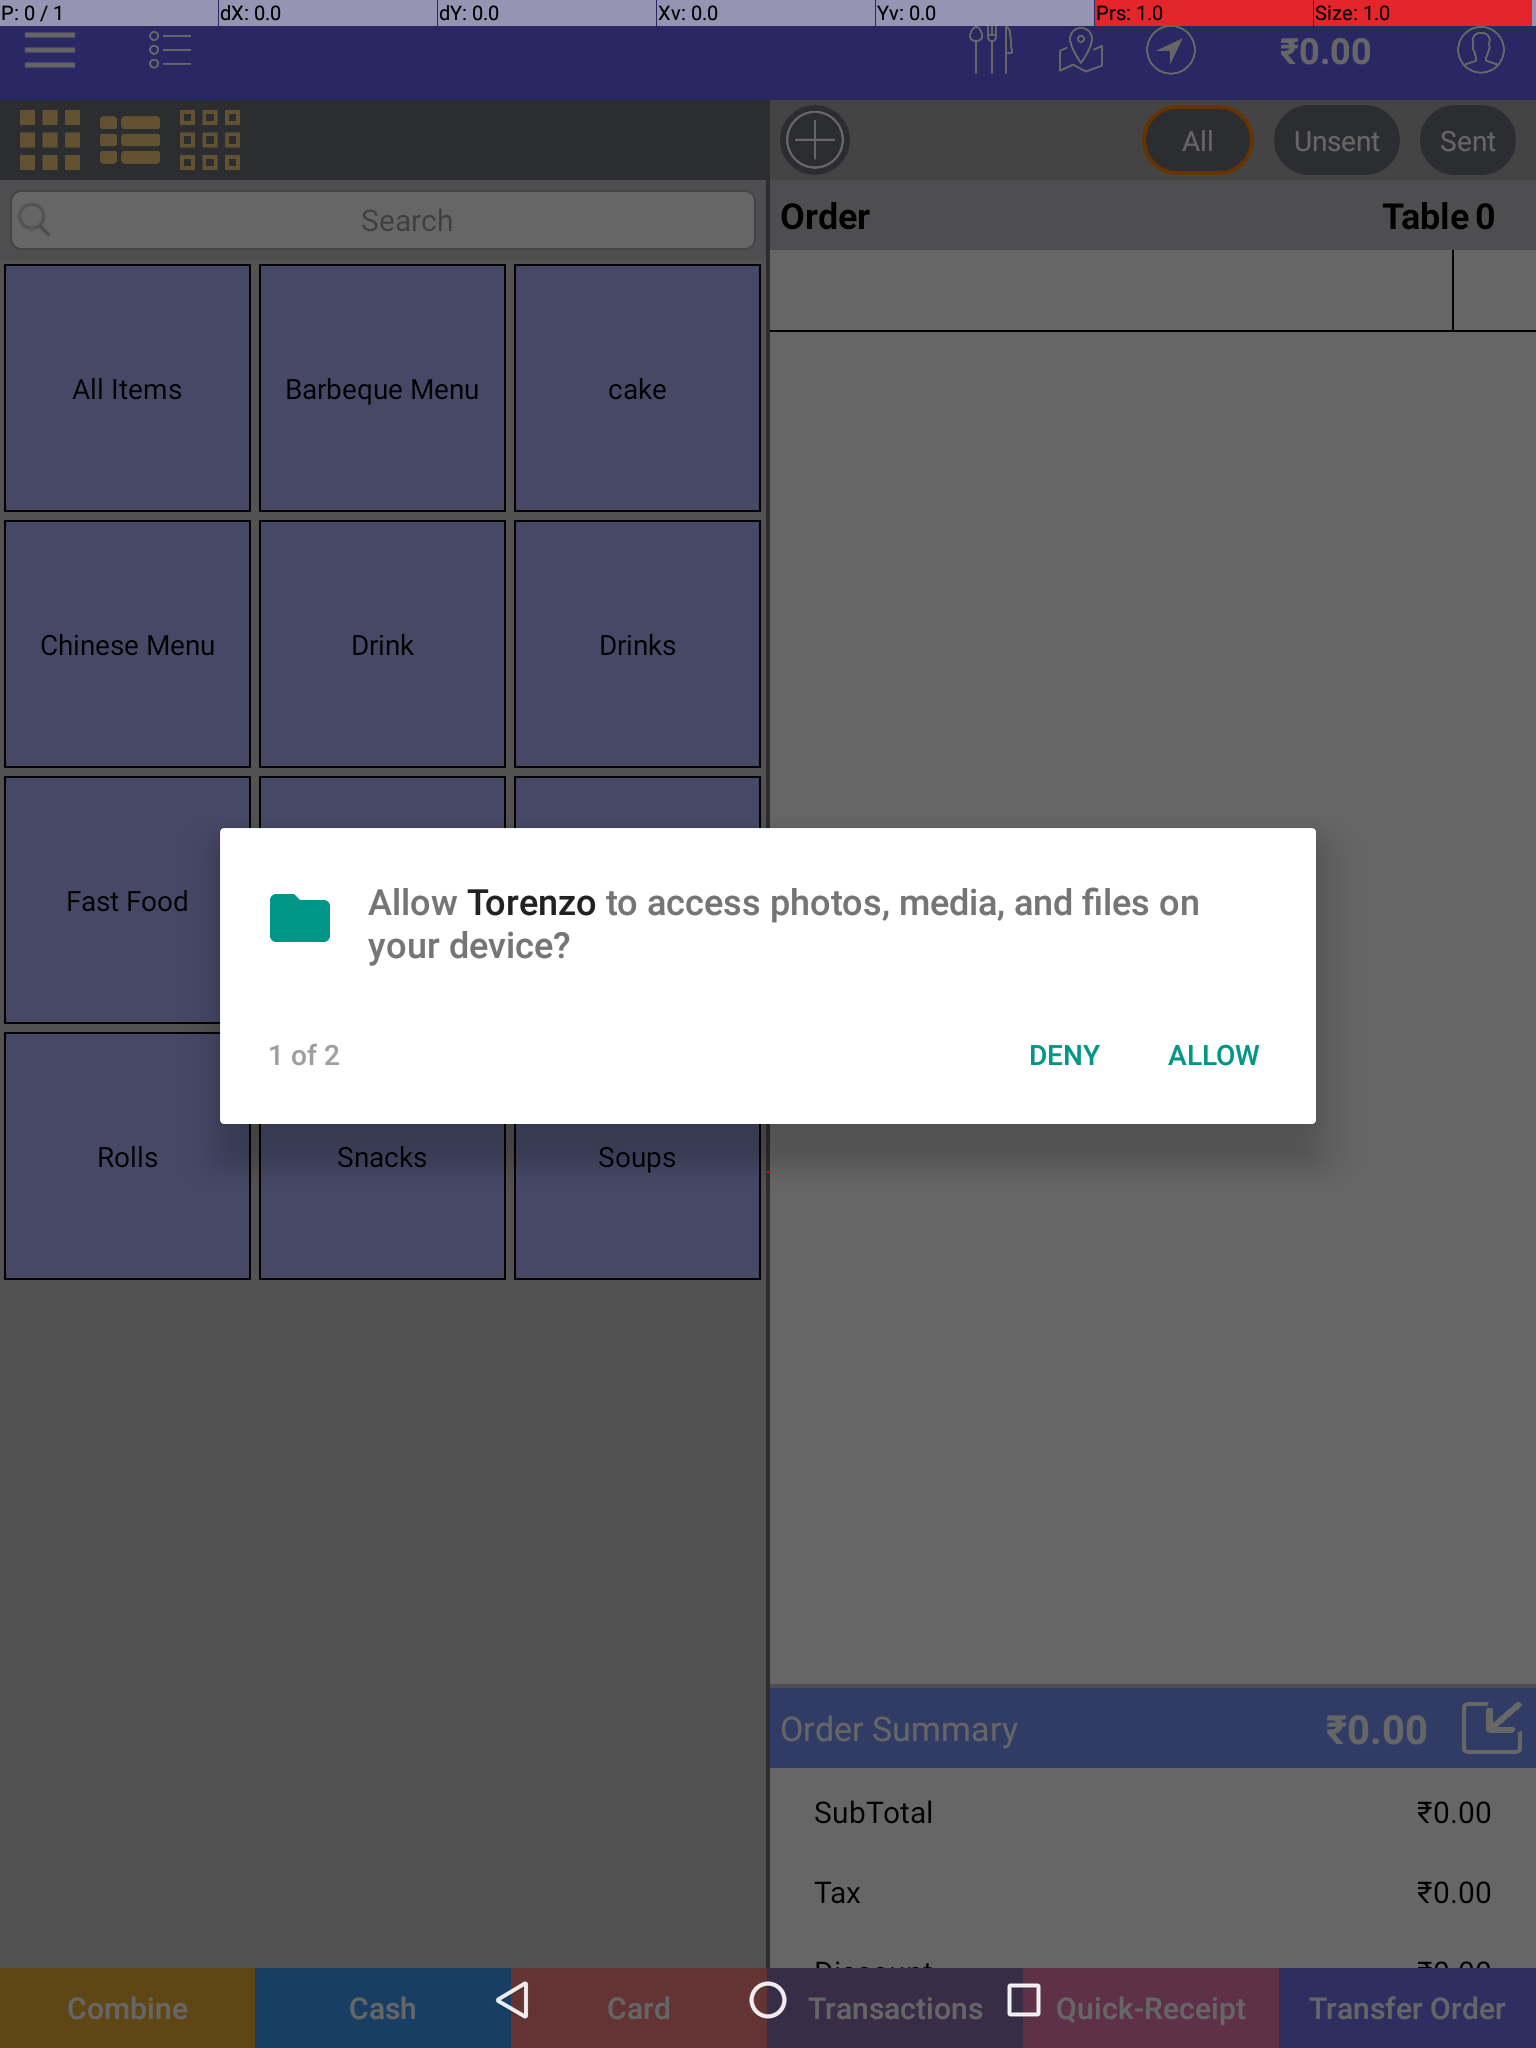 P: 0 / 1 dX: 0.0 dY: 0.0 Xv: 0.0 Yv: 0.0 Prs: 1.0 Size: 1.0
₹0.00
All Unsent Sent
Search
Order Table 0
All Items Barbeque Menu cake
Chinese Menu Drink Drinks
Fast Food
Allow Torenzo to access photos, media, and files on
your device?
1 of 2 DENY ALLOW
Rolls Snacks Soups
Order Summary ₹0.00
SubTotal ₹0.00
Tax ₹0.00
Discount ₹0.00
Combine Cash Card Transactions Quick-Receipt Transfer Order